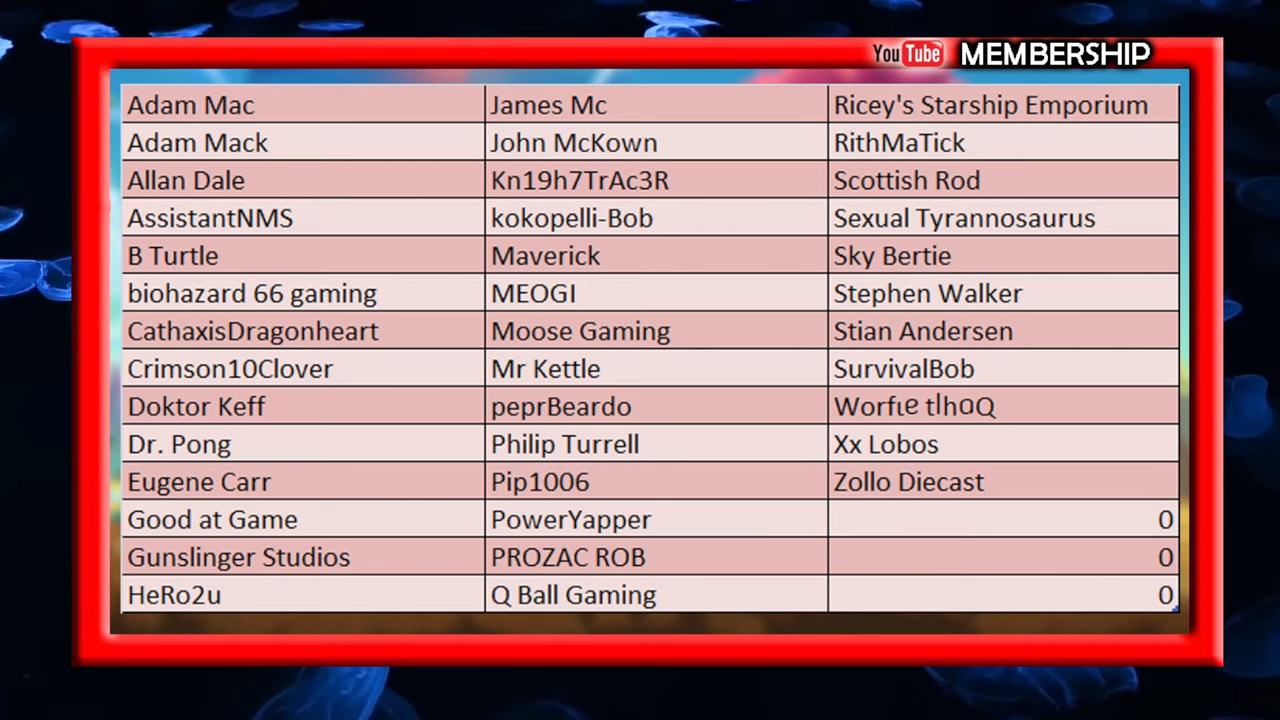 YouTube MEMBERSHIP
Adam Mac James Mc Ricey's Starship Emporium
Adam Mack John McKown RithMaTick
Allan Dale Kn19h7TrAc3R Scottish Rod
AssistantNMS kokopelli-Bob Sexual Tyrannosaurus
B Turtle Maverick Sky Bertie
biohazard 66 gaming MEOGI Stephen Walker
CathaxisDragonheart Moose Gaming Stian Andersen
Crimson10Clover Mr Kettle SurvivalBob
Doktor Keff peprBeardo Worfιҽ tlhσQ
Dr. Pong Philip Turrell Xx Lobos
Eugene Carr Pip1006 Zollo Diecast
Good at Game PowerYapper 0
Gunslinger Studios PROZAC ROB 0
HeRo2u Q Ball Gaming 0